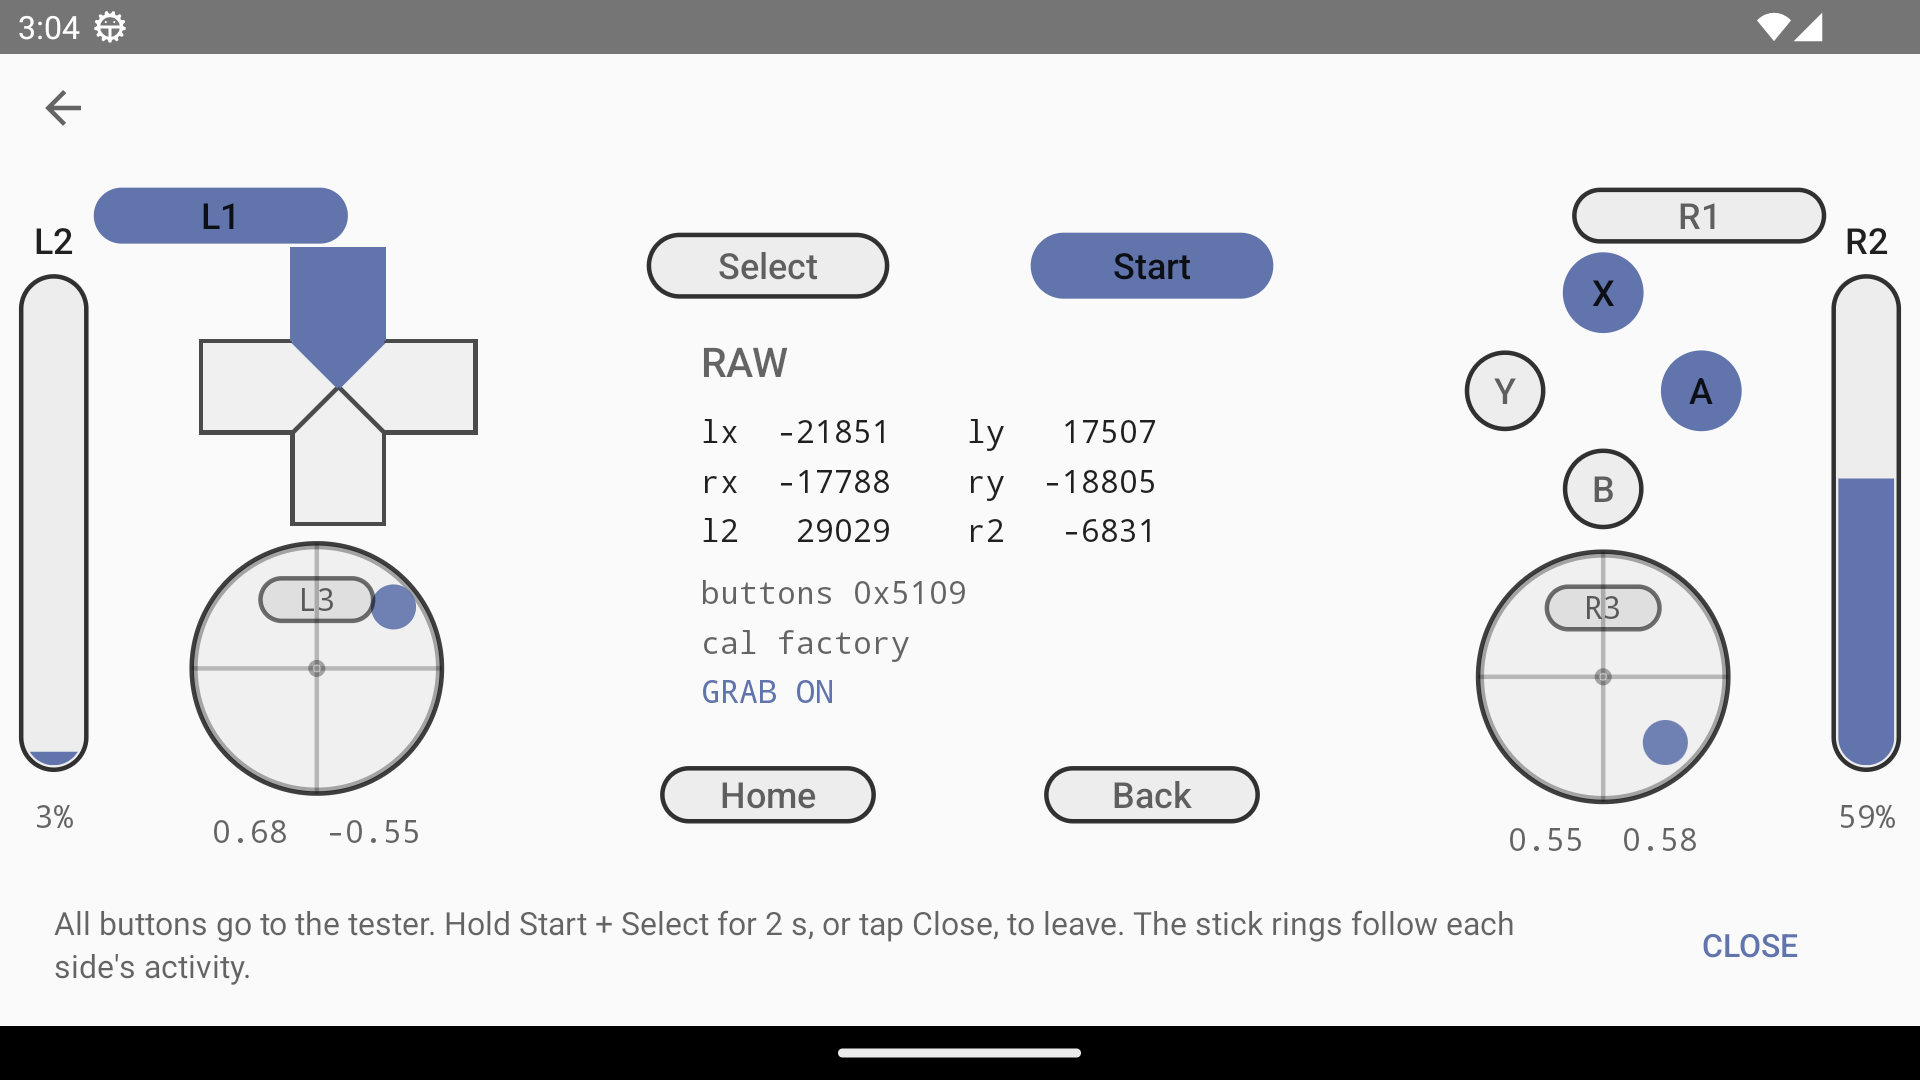 3:04
L1
R1
L2
R2
Select
Start
X
RAW
Y
A
lx -21851 ly 17507
rx -17788 ry -18805
B
l2 29029 r2 -6831
buttons 0x5109
L3
R3
cal factory
GRAB ON
Home
Back
3%
59%
0.68 -0.55
0.55 0.58
All buttons go to the tester. Hold Start + Select for 2 s, or tap Close, to leave. The stick rings follow each
side's activity.
CLOSE